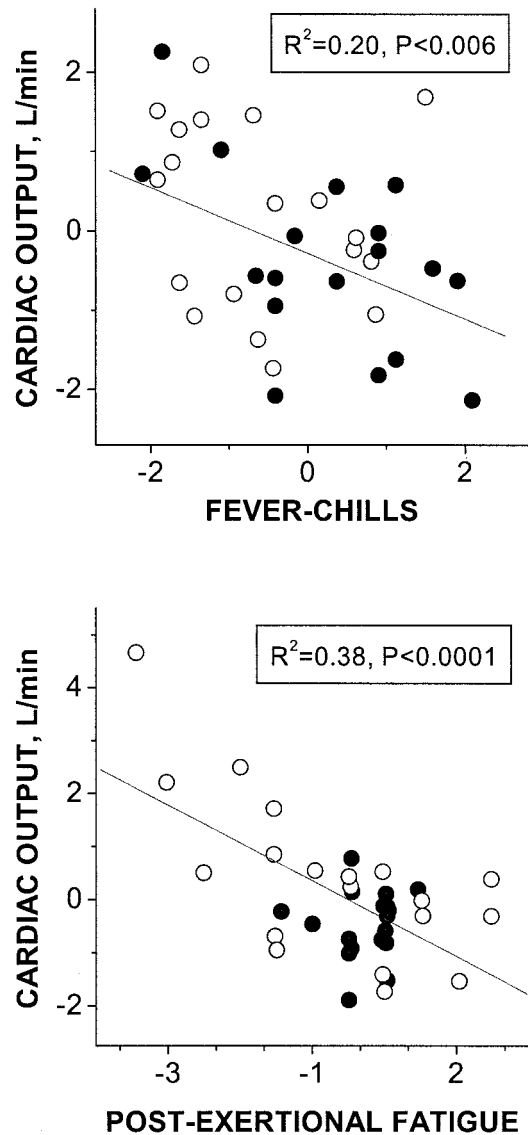 R²=0.20, P<0.006
CARDIAC OUTPUT, L/min
2
0
-2
-2 0 2
FEVER-CHILLS
R²=0.38, P<0.0001
CARDIAC OUTPUT, L/min
4
2
0
-2
-3 -1 2
POST-EXERTIONAL FATIGUE